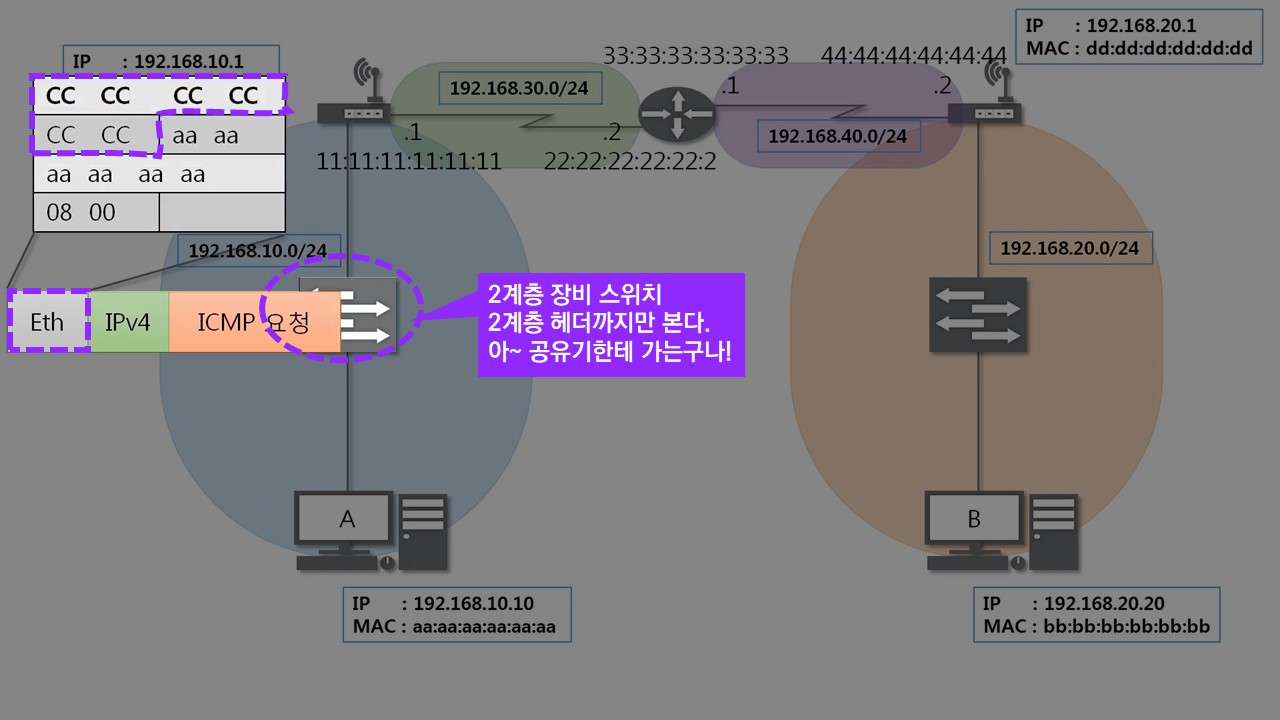 IP : 192.168.10.1
CC CC CC CC
CC CC aa aa
aa aa aa aa
08 00
192.168.10.0/24
Eth IPv4 ICMP 요청
192.168.30.0/24
.1
.2
11:11:11:11:11:11
22:22:22:22:22:2
33:33:33:33:33:33
44:44:44:44:44:44
.1
.2
192.168.40.0/24
IP : 192.168.20.1
MAC : dd:dd:dd:dd:dd:dd
192.168.20.0/24
2계층 장비 스위치
2계층 헤더까지만 본다.
아~ 공유기한테 가는구나!
A
IP : 192.168.10.10
MAC : aa:aa:aa:aa:aa:aa
B
IP : 192.168.20.20
MAC : bb:bb:bb:bb:bb:bb